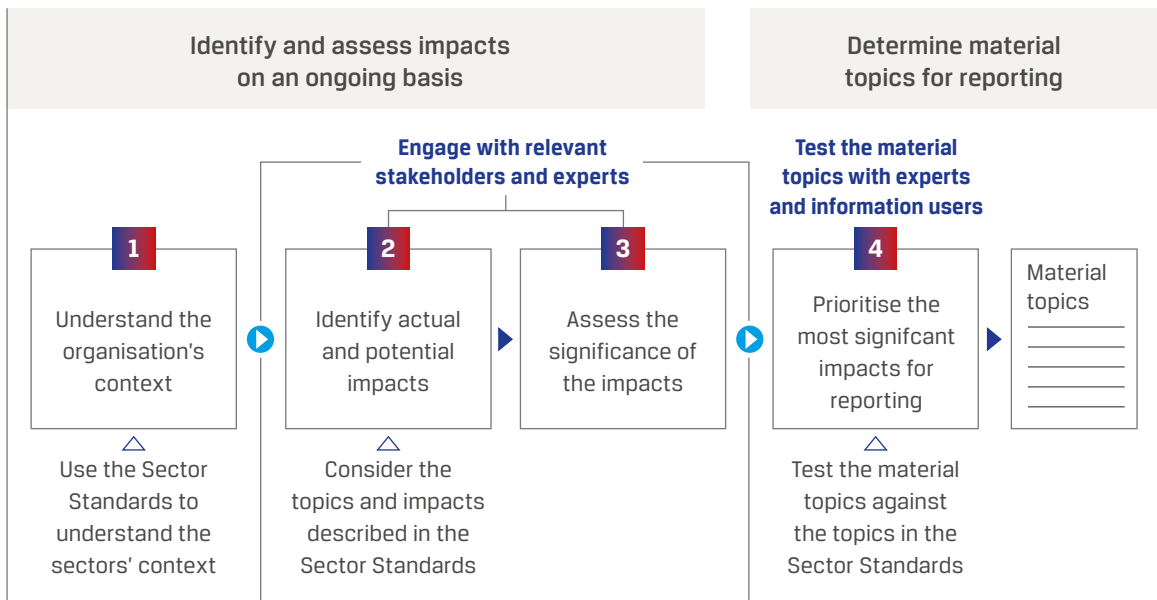 Identify and assess impacts
on an ongoing basis
Determine material
topics for reporting
Engage with relevant
stakeholders and experts
Test the material
topics with experts
and information users
1
Understand the
organisation's
context
Use the Sector
Standards to
understand the
sectors' context
2
Identify actual
and potential
impacts
Consider the
topics and impacts
described in the
Sector Standards
3
Assess the
significance of
the impacts
4
Prioritise the
most signifcant
impacts for
reporting
Test the material
topics against
the topics in the
Sector Standards
Material
topics